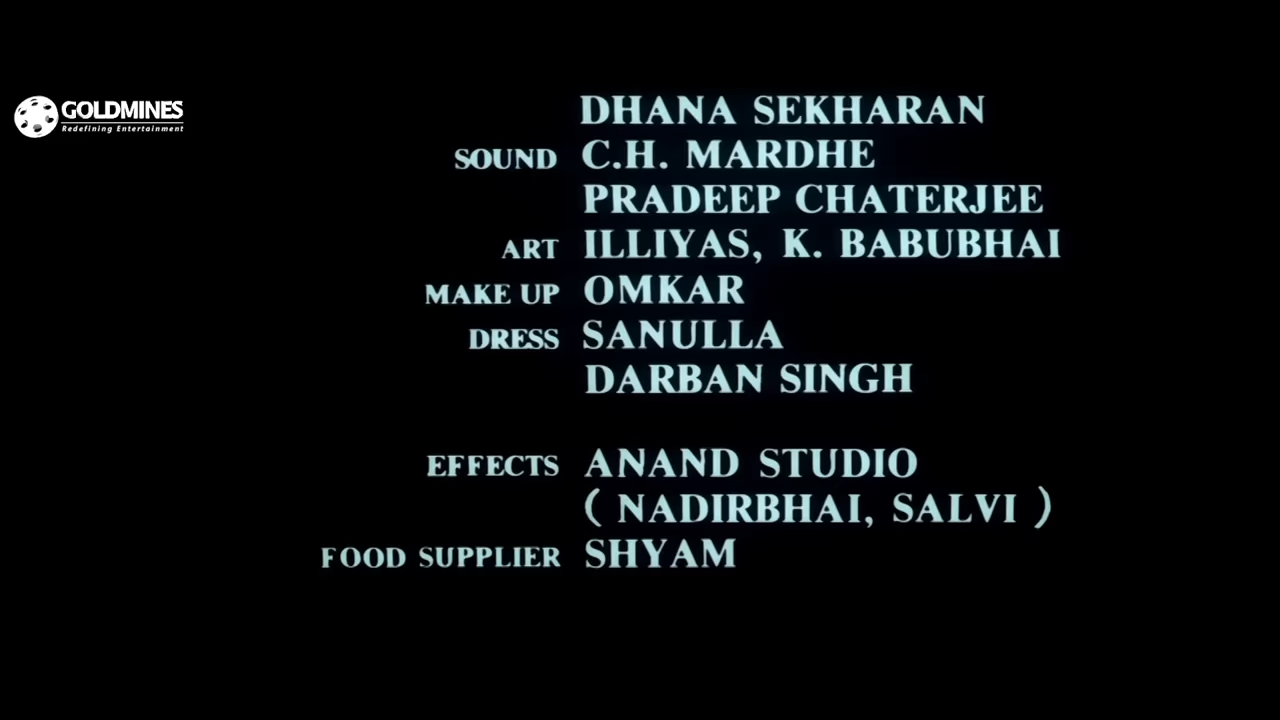 GOLDMINES
Redefining Entertainment
DHANA SEKHARAN
SOUND C.H. MARDHE
PRADEEP CHATERJEE
ART ILLIYAS, K. BABUBHAI
MAKE UP OMKAR
DRESS SANULLA
DARBAN SINGH
EFFECTS ANAND STUDIO
( NADIRBHAI, SALVI )
FOOD SUPPLIER SHYAM